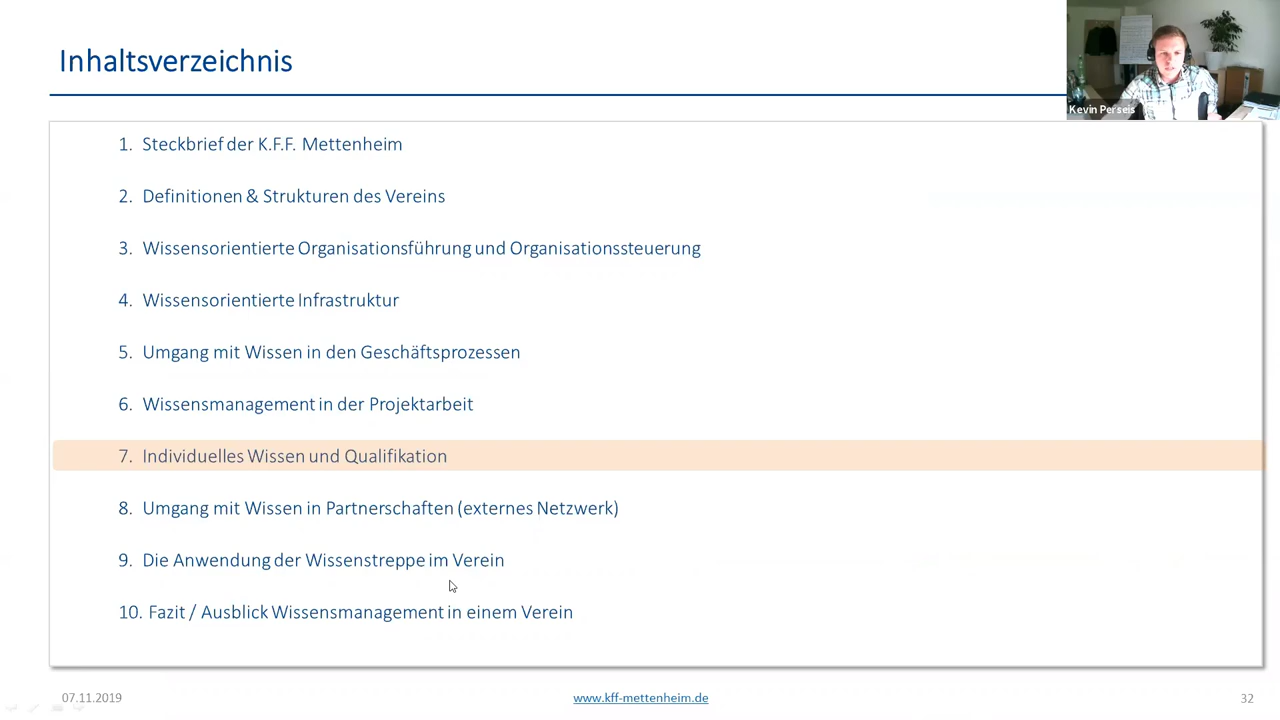 Inhaltsverzeichnis
Kevin Perseis
1. Steckbrief der K.F.F. Mettenheim
2. Definitionen & Strukturen des Vereins
3. Wissensorientierte Organisationsführung und Organisationssteuerung
4. Wissensorientierte Infrastruktur
5. Umgang mit Wissen in den Geschäftsprozessen
6. Wissensmanagement in der Projektarbeit
7. Individuelles Wissen und Qualifikation
8. Umgang mit Wissen in Partnerschaften (externes Netzwerk)
9. Die Anwendung der Wissenstreppe im Verein
10. Fazit / Ausblick Wissensmanagement in einem Verein
07.11.2019
www.kff-mettenheim.de
32